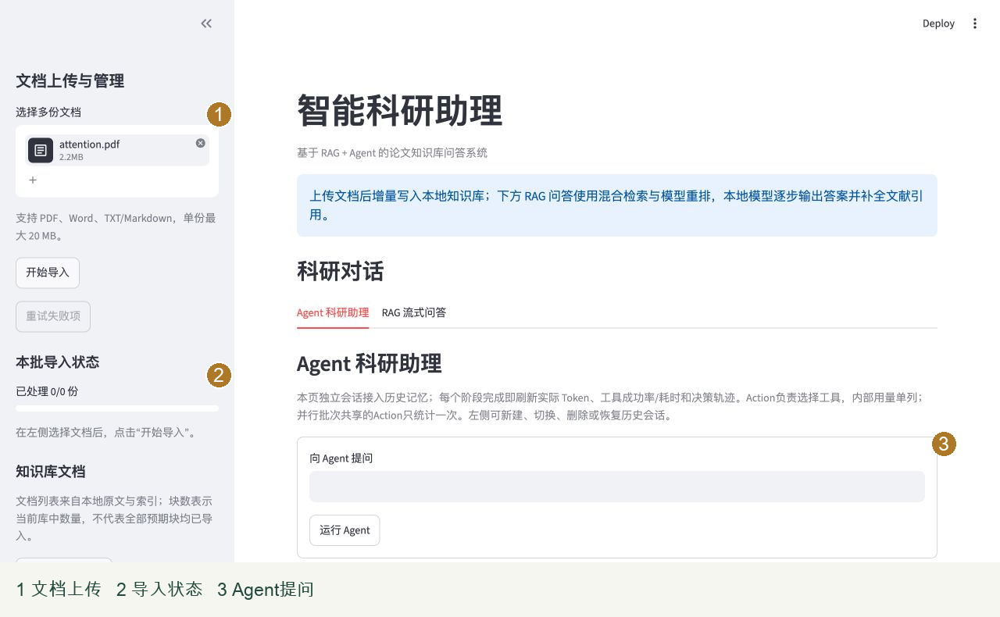 Deploy
文档上传与管理
选择多份文档
1
attention.pdf
2.2MB
支持 PDF、Word、TXT/Markdown，单份最
大 20 MB。
开始导入
重试失败项
本批导入状态
2
已处理 0/0 份
在左侧选择文档后，点击“开始导入”。
知识库文档
文档列表来自本地原文与索引；块数表示
当前库中数量，不代表全部预期块均已导
入。
智能科研助理
基于 RAG + Agent 的论文知识库问答系统
上传文档后增量写入本地知识库；下方 RAG 问答使用混合检索与模型重排，本地模型逐步输出答案并补全文献引
用。
科研对话
Agent 科研助理 RAG 流式问答
Agent 科研助理
本页独立会话接入历史记忆；每个阶段完成即刷新实际 Token、工具成功率/耗时和决策轨迹。Action负责选择工具，内部用量单列；
并行批次共享的Action只统计一次。左侧可新建、切换、删除或恢复历史会话。
3
向 Agent 提问
运行 Agent
1 文档上传 2 导入状态 3 Agent提问